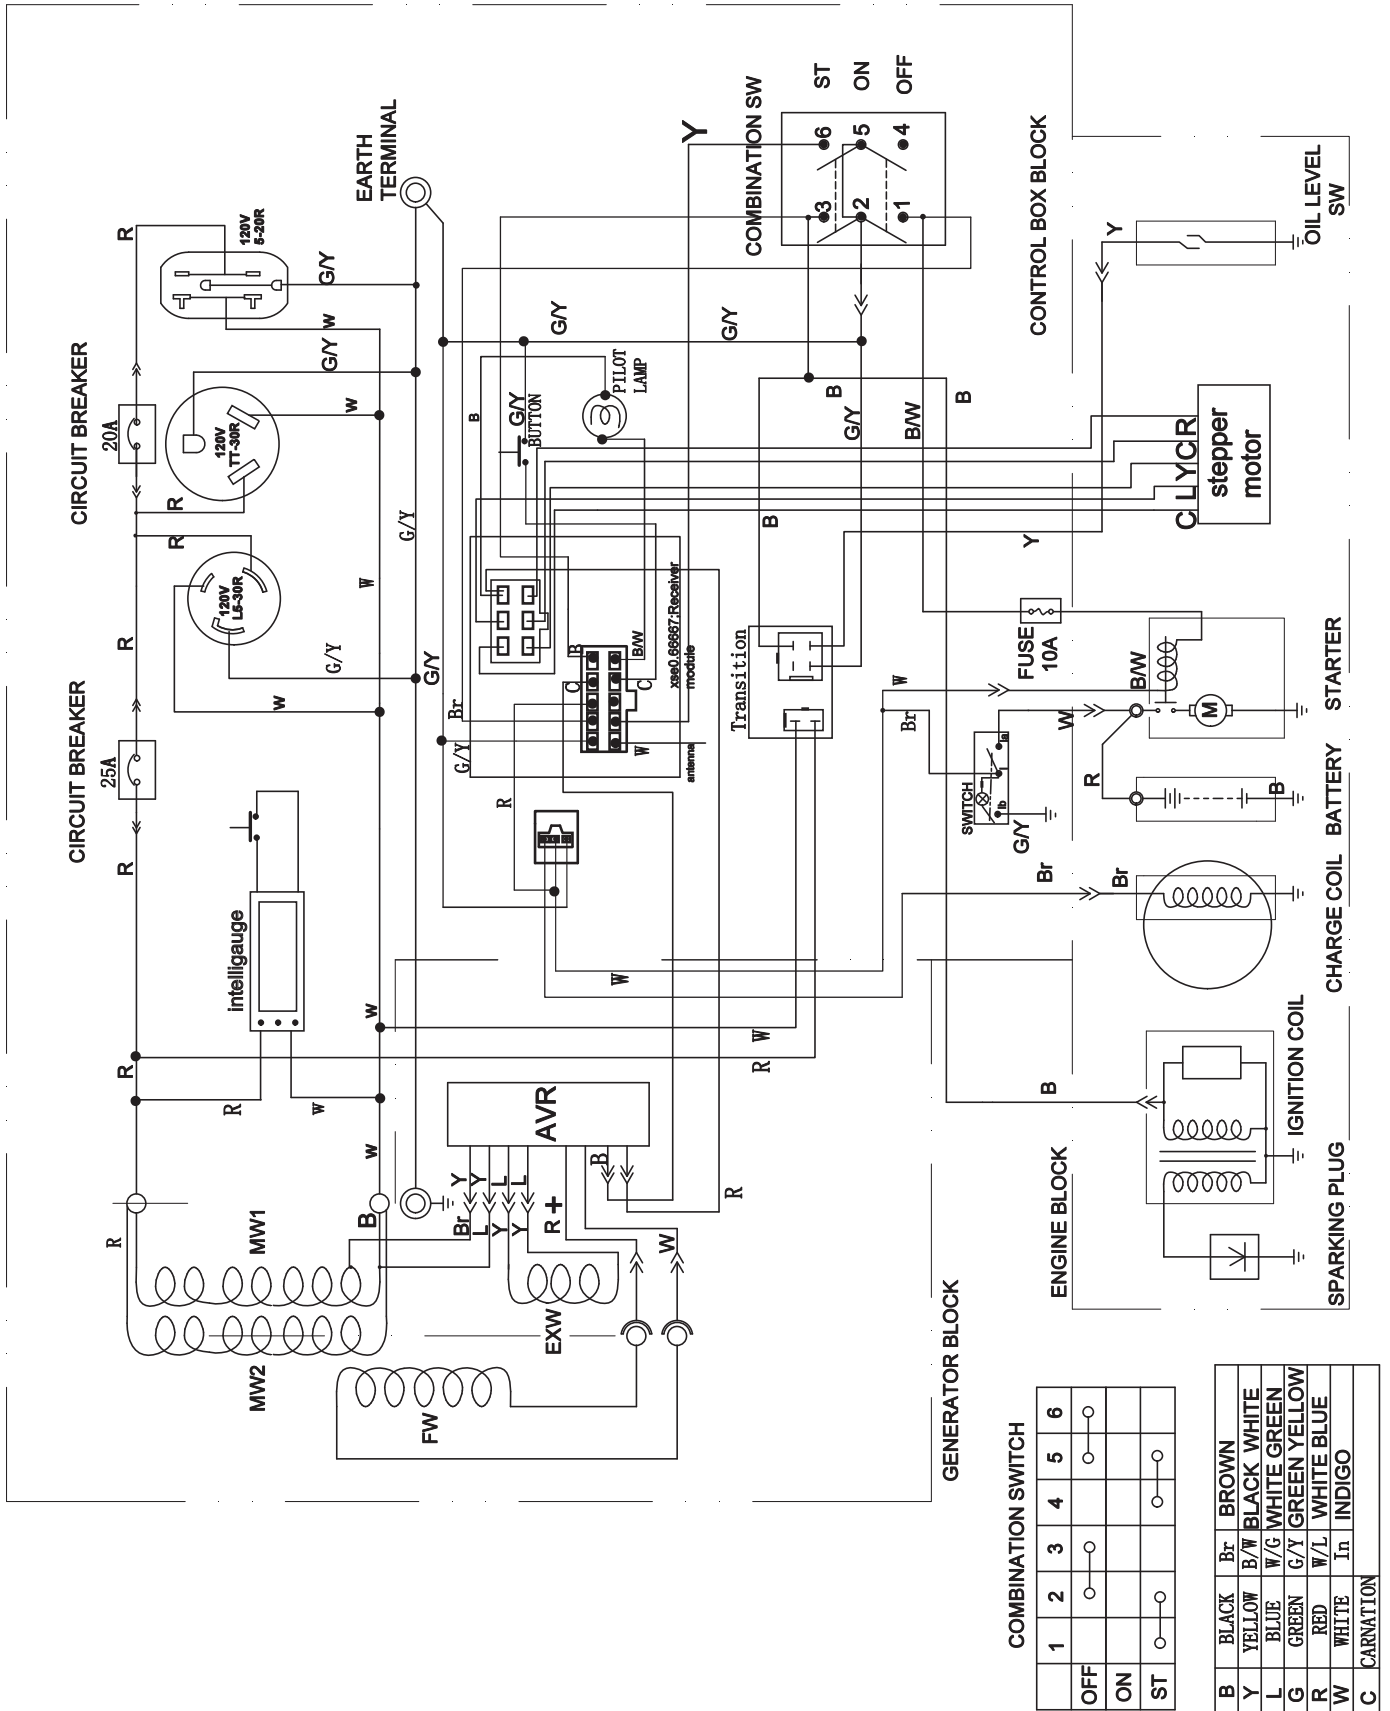 CIRCUIT BREAKER
25A
CIRCUIT BREAKER
20A
R
R
R
R
R
R
R
R
R
intelligauge
120V
L5-30R
120V
TT-30R
120V
5-20R
W
W
W
W
W
W
W
G/Y
G/Y
G/Y
G/Y
G/Y
EARTH
TERMINAL
MW1
MW2
FW
EXW
B
AVR
Y
Y
L
L
Br
L
Y
Y
R
+
B
W
R
R
W
W
Br
G/Y
R
B
G/Y
BUTTON
G/Y
PILOT
LAMP
B
C
B/W
C
W
xse0.66667:Receiver
module
antenna
Transition
COMBINATION SW
ST
ON
OFF
6
5
4
3
2
1
Y
G/Y
B
G/Y
B/W
B
B
Y
W
Br
CONTROL BOX BLOCK
OIL LEVEL
SW
Y
C L Y C R
stepper
motor
FUSE
10A
B/W
M
STARTER
W
SWITCH
Ia
I
Ib
G/Y
R
B
BATTERY
Br
Br
CHARGE COIL
B
IGNITION COIL
SPARKING PLUG
ENGINE BLOCK
GENERATOR BLOCK
COMBINATION SWITCH
1 2 3 4 5 6
OFF
ON
ST
B BLACK Br BROWN
Y YELLOW B/W BLACK WHITE
L BLUE W/G WHITE GREEN
G GREEN G/Y GREEN YELLOW
R RED W/L WHITE BLUE
W WHITE In INDIGO
C CARNATION